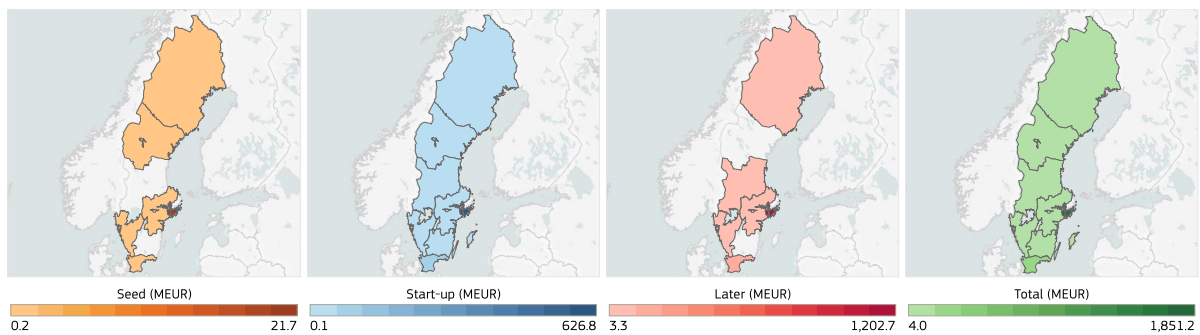 Seed (MEUR) Start-up (MEUR) Later (MEUR) Total (MEUR)
0.2 21.7 0.1 626.8 3.3 1,202.7 4.0 1,851.2